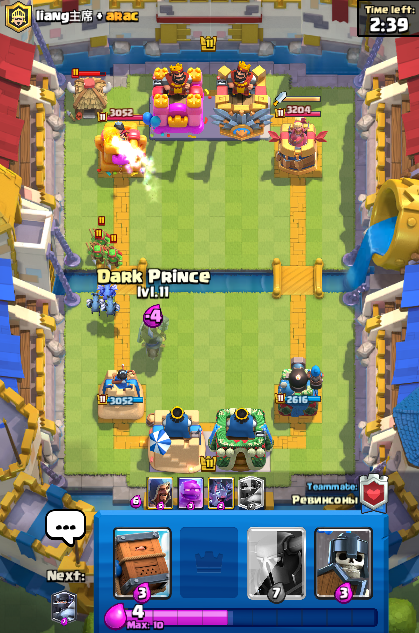 liang主席 + arac
Time left:
2:39
3052
3204
Dark Prince
lvl.11
-4
3052
2616
Teammate:
Ревинсоны
Next:
3
7
3
4
Max: 10